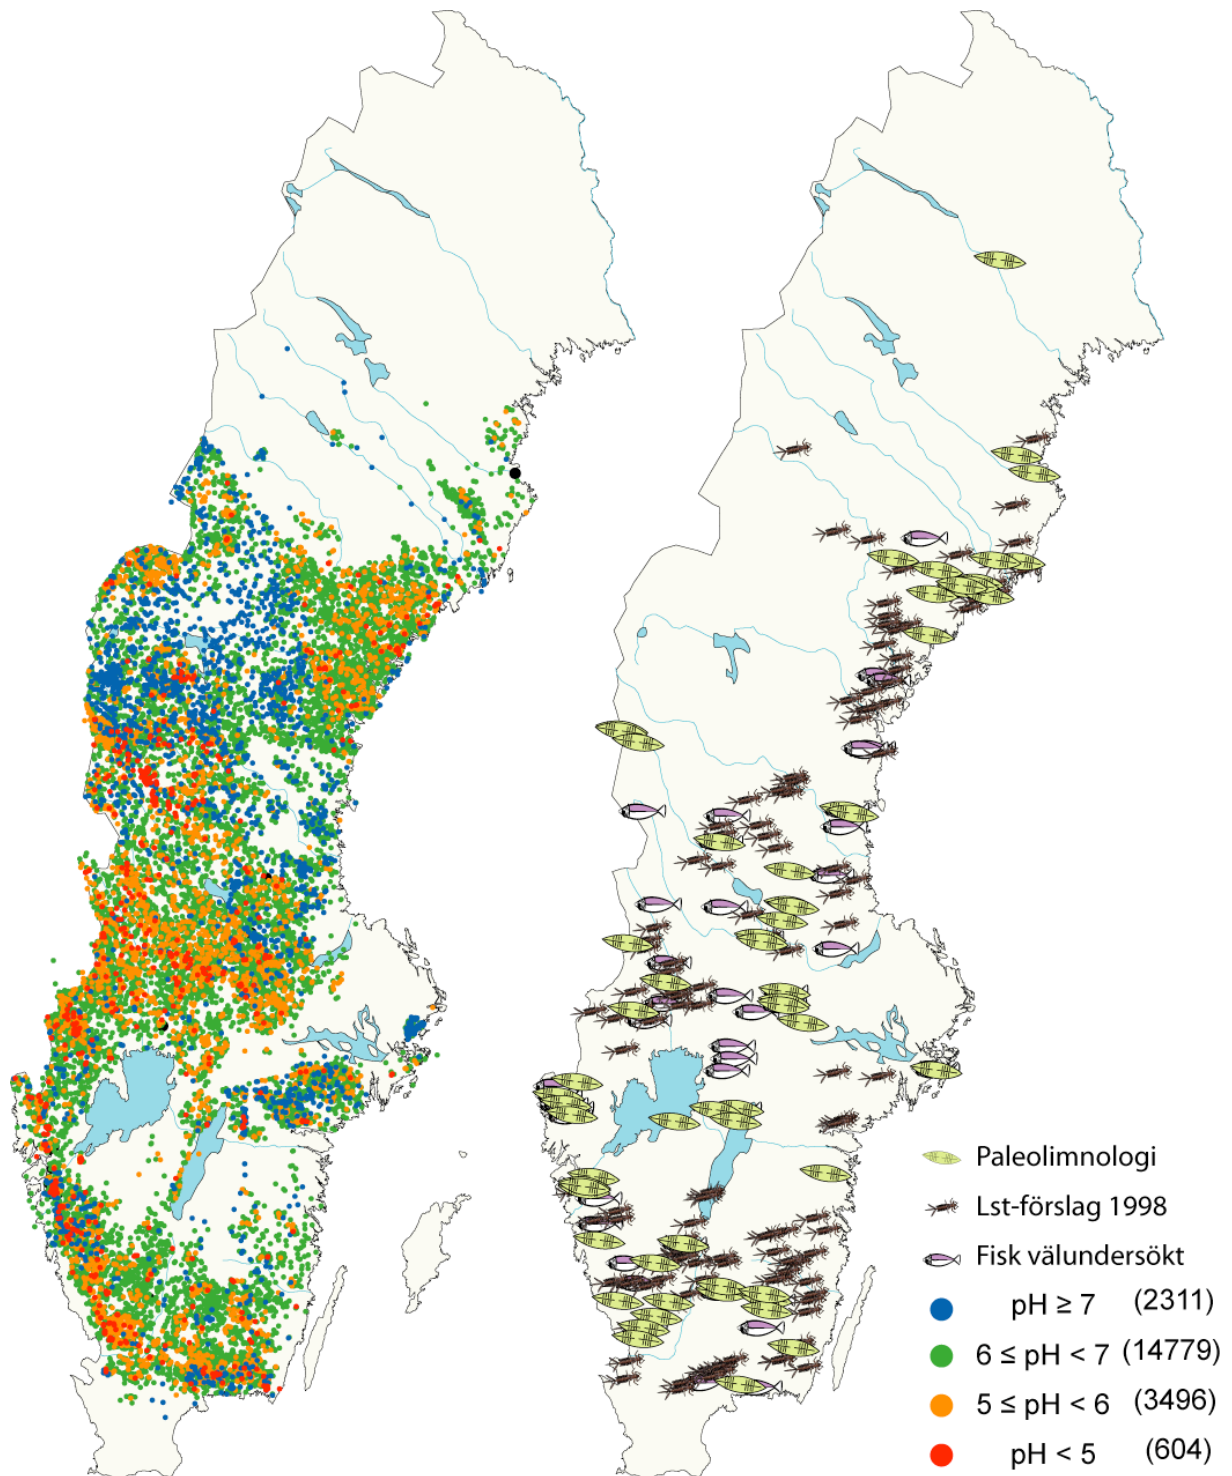 Paleolimnologi
Lst-förslag 1998
Fisk välundersökt
pH ≥ 7 (2311)
6 ≤ pH < 7 (14779)
5 ≤ pH < 6 (3496)
pH < 5 (604)